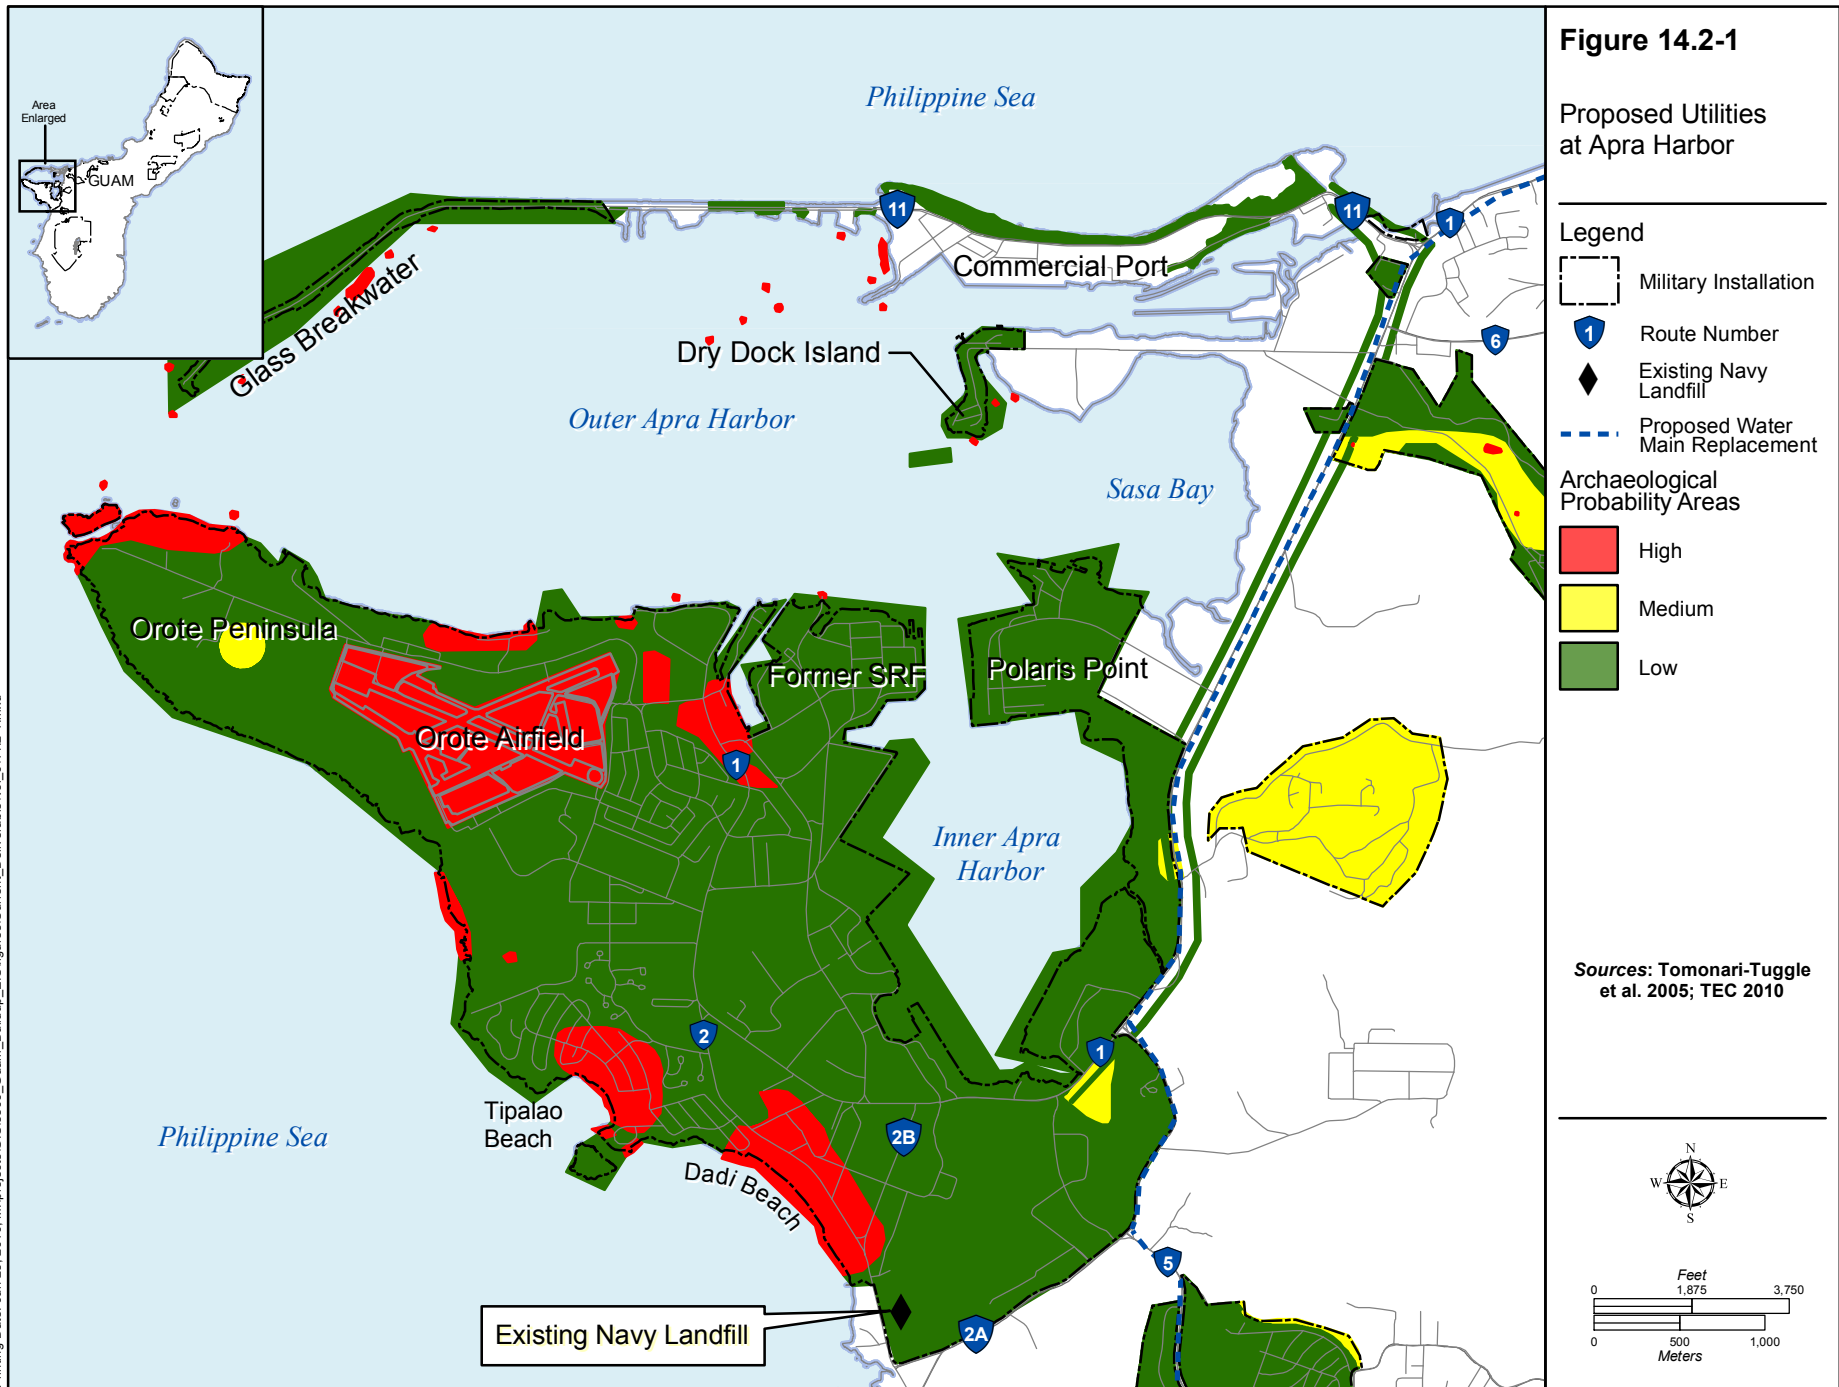 Figure 14.2-1
Proposed Utilities
at Apra Harbor
Legend
Military Installation
1
Route Number
Existing Navy
Landfill
Proposed Water
Main Replacement
Archaeological
Probability Areas
High
Medium
Low
Sources: Tomonari-Tuggle
et al. 2005; TEC 2010
N
W
E
S
Feet
0
1,875
3,750
0
500
1,000
Meters
Area
Enlarged
GUAM
Philippine Sea
11
11
1
Commercial Port
Glass Breakwater
6
Dry Dock Island
Outer Apra Harbor
Sasa Bay
Orote Peninsula
Former SRF
Polaris Point
Orote Airfield
1
Inner Apra
Harbor
2
1
Tipalao
Beach
Philippine Sea
2B
Dadi Beach
5
Existing Navy Landfill
2A